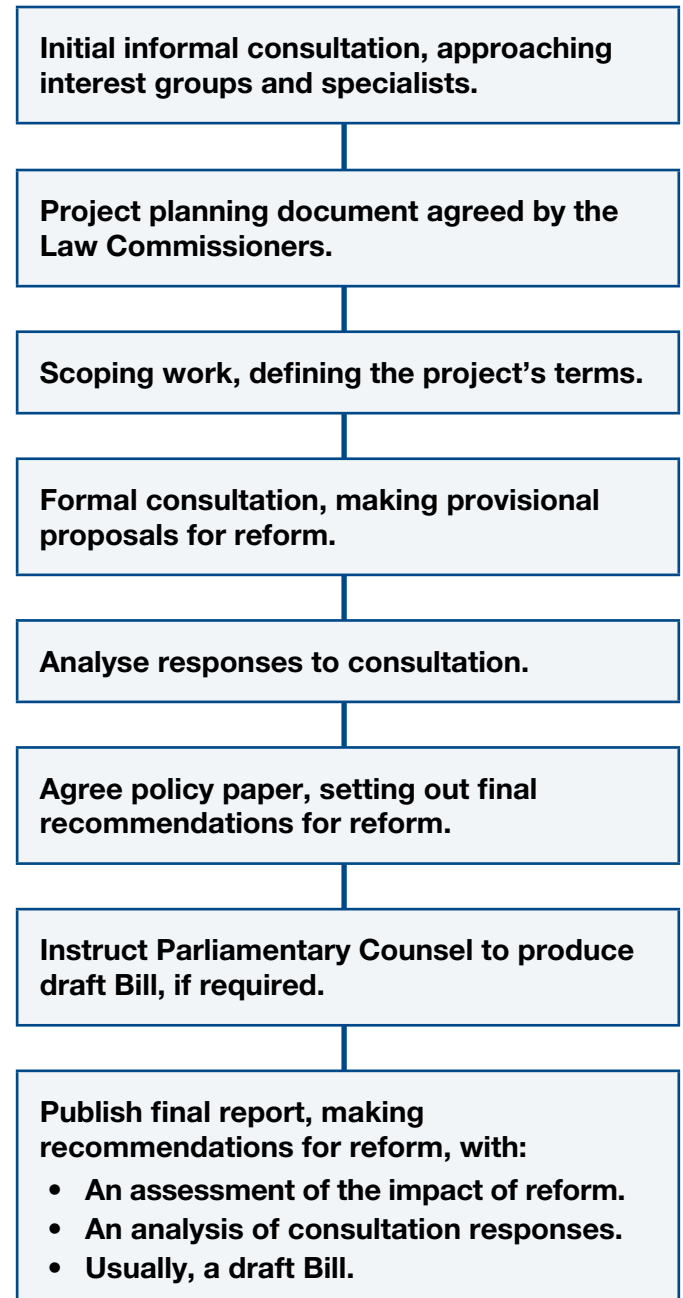 Initial informal consultation, approaching
interest groups and specialists.
Project planning document agreed by the
Law Commissioners.
Scoping work, defining the project's terms.
Formal consultation, making provisional
proposals for reform.
Analyse responses to consultation.
Agree policy paper, setting out final
recommendations for reform.
Instruct Parliamentary Counsel to produce
draft Bill, if required.
Publish final report, making
recommendations for reform, with:
• An assessment of the impact of reform.
• An analysis of consultation responses.
• Usually, a draft Bill.